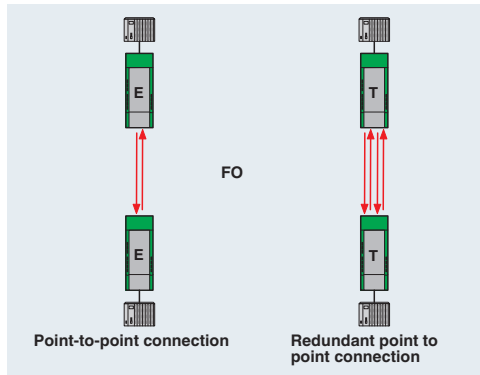 E
T
FO
E
T
Point-to-point connection
Redundant point to
point connection